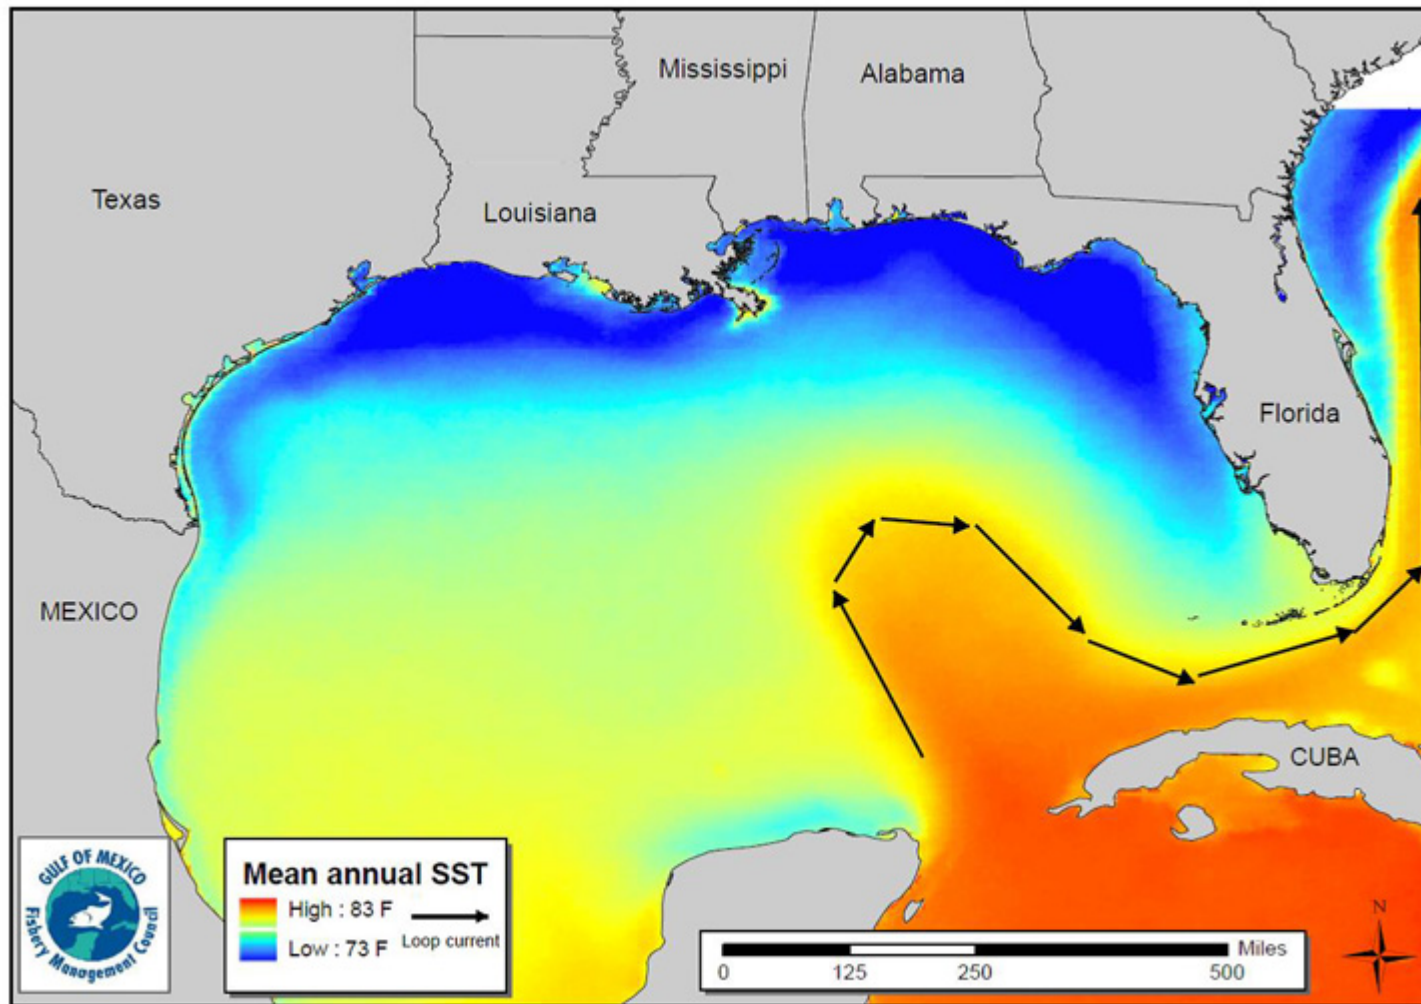 Mississippi
Alabama
Texas
Louisiana
Florida
MEXICO
CUBA
GULF OF MEXICO
Fishery Management Council
Mean annual SST
High : 83 F
Low : 73 F
Loop current
N
Miles
0 125 250 500